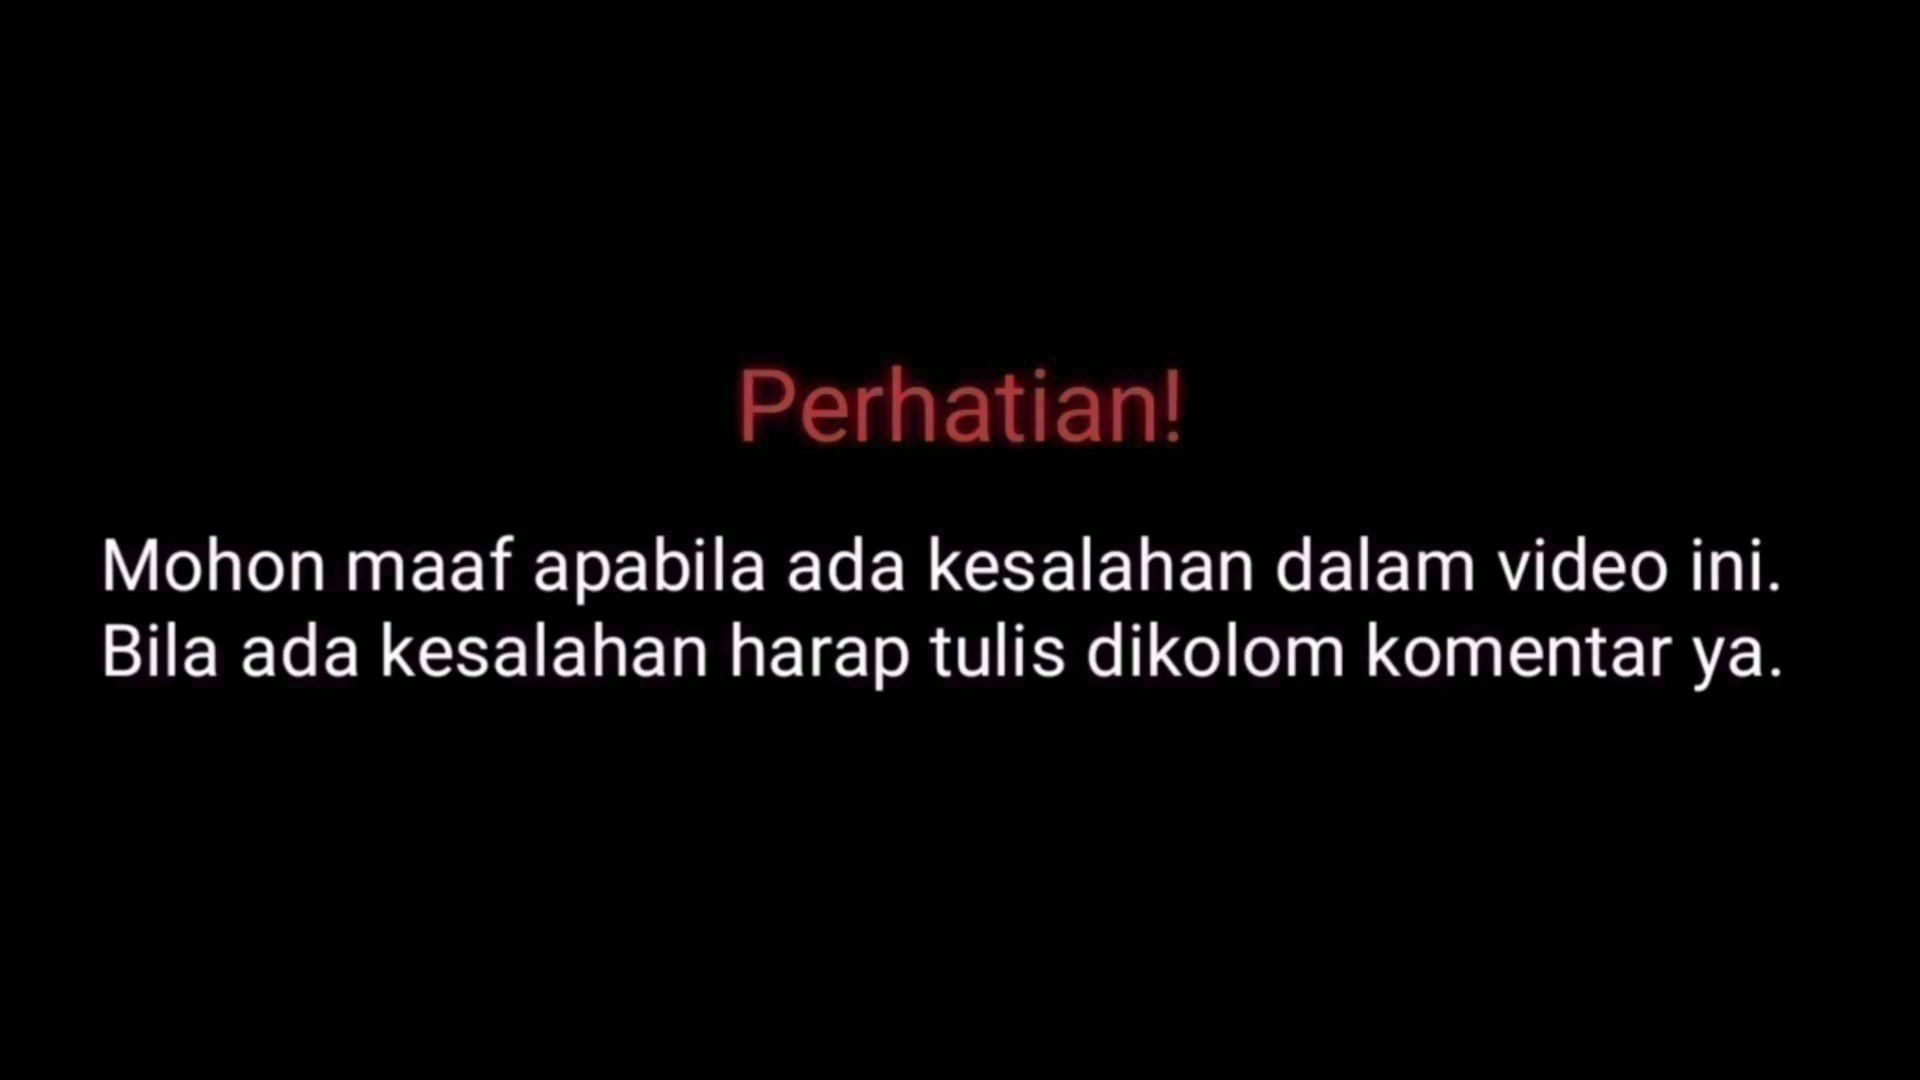 Perhatian!
Mohon maaf apabila ada kesalahan dalam video ini.
Bila ada kesalahan harap tulis dikolom komentar ya.